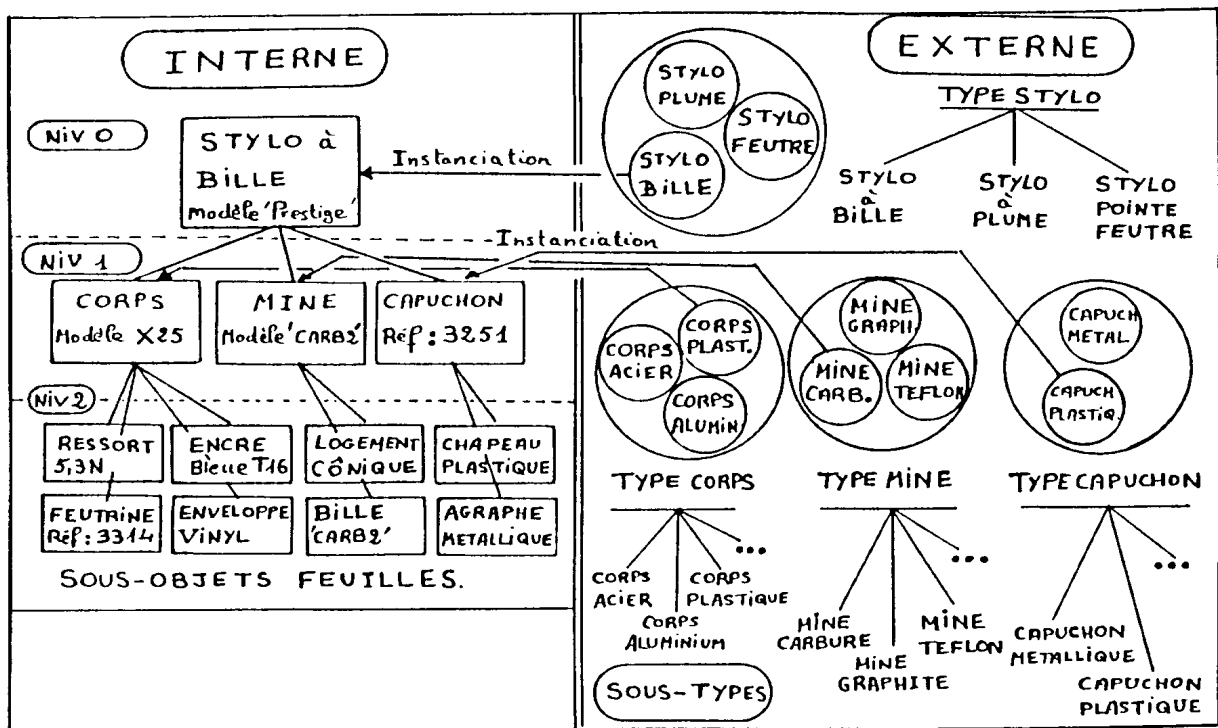 INTERNE
NiV 0
STYLO à
BiLLE
Modèle 'Prestige'
Instanciation
NiV 1
CORPS
Modèle X25
MiNE
Modèle 'CARB2'
CAPUCHON
Réf : 3251
NiV 2
RESSORT
5,3N
ENCRE
Bleue T16
LOGEMENT
CÔNiQUE
CHAPEAU
PLASTiQUE
FEUTRiNE
Réf : 3314
ENVELOPPE
ViNYL
BiLLE
'CARB2'
AGRAPHE
METALLiQUE
SOUS-OBJETS FEUiLLES.
EXTERNE
STYLO
PLUME
STYLO
FEUTRE
STYLO
BiLLE
TYPE STYLO
STYLO
à
BiLLE
STYLO
à
PLUME
STYLO
POiNTE
FEUTRE
Instanciation
CORPS
ACiER
CORPS
PLAST.
CORPS
ALUMiN.
MiNE
GRAPH.
MiNE
CARB.
MiNE
TEFLON
CAPUCH
METAL.
CAPUCH
PLASTiQ.
TYPE CORPS
TYPE MiNE
TYPE CAPUCHON
...
...
...
CORPS
ACiER
CORPS
PLASTiQUE
CORPS
ALUMiNiUM
MiNE
CARBURE
MiNE
TEFLON
MiNE
GRAPHiTE
CAPUCHON
METALLiQUE
CAPUCHON
PLASTiQUE
SOUS-TYPES